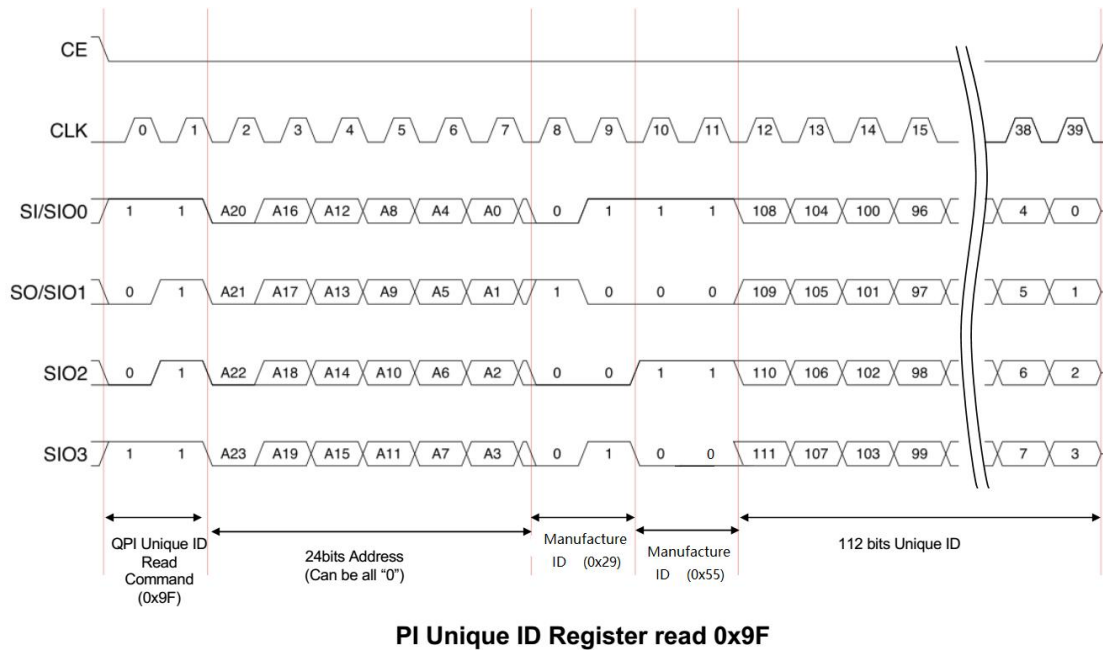 CE
CLK 0 1 2 3 4 5 6 7 8 9 10 11 12 13 14 15 38 39
SI/SIO0 1 1 A20 A16 A12 A8 A4 A0 0 1 1 1 108 104 100 96 4 0
SO/SIO1 0 1 A21 A17 A13 A9 A5 A1 1 0 0 0 109 105 101 97 5 1
SIO2 0 1 A22 A18 A14 A10 A6 A2 0 0 1 1 110 106 102 98 6 2
SIO3 1 1 A23 A19 A15 A11 A7 A3 0 1 0 0 111 107 103 99 7 3
QPI Unique ID
Read
Command
(0x9F)
24bits Address
(Can be all “0”)
Manufacture
ID (0x29)
Manufacture
ID (0x55)
112 bits Unique ID
PI Unique ID Register read 0x9F